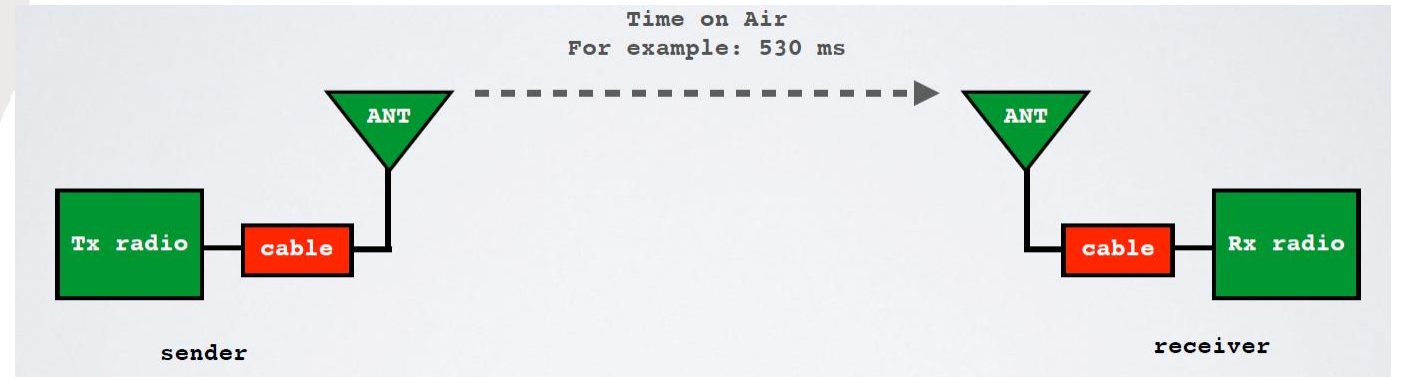 Time on Air
For example: 530 ms
ANT
ANT
Tx radio
cable
cable
Rx radio
sender
receiver